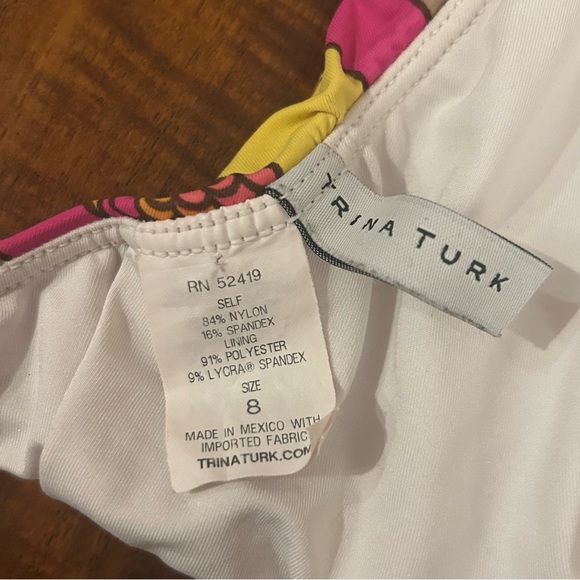 TRINA TURK
RN 52419
SELF
84% NYLON
16% SPANDEX
LINING
91% POLYESTER
9% LYCRA® SPANDEX
SIZE
8
MADE IN MEXICO WITH
IMPORTED FABRIC
TRINATURK.COM